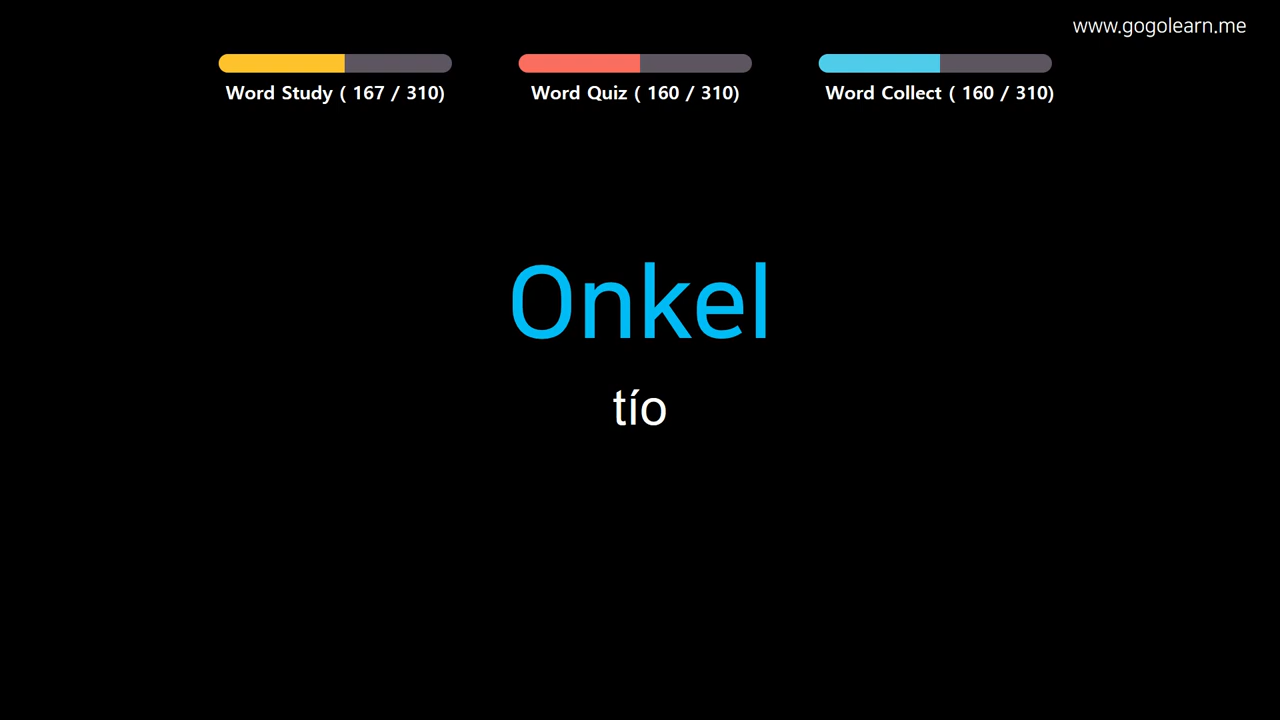 www.gogolearn.me
Word Study ( 167 / 310)
Word Quiz ( 160 / 310)
Word Collect ( 160 / 310)
Onkel
tío